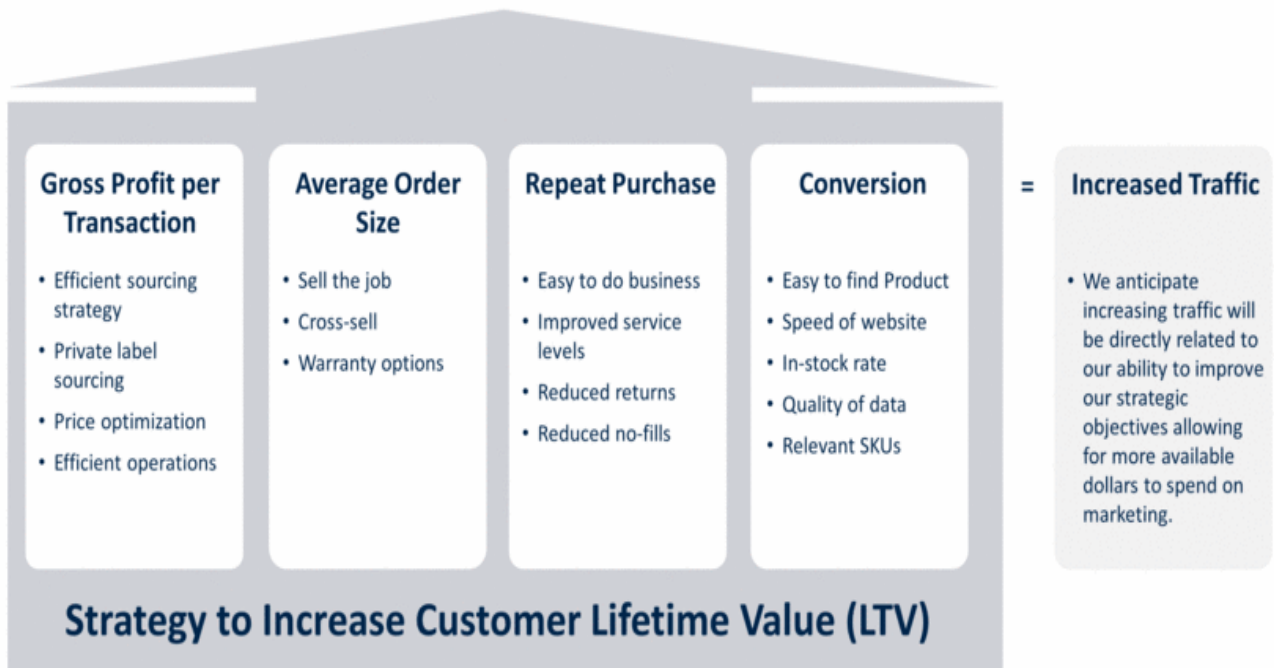 Gross Profit per
Transaction
• Efficient sourcing
strategy
• Private label
sourcing
• Price optimization
• Efficient operations
Average Order
Size
• Sell the job
• Cross-sell
• Warranty options
Repeat Purchase
• Easy to do business
• Improved service
levels
• Reduced returns
• Reduced no-fills
Conversion
• Easy to find Product
• Speed of website
• In-stock rate
• Quality of data
• Relevant SKUs
=
Increased Traffic
• We anticipate
increasing traffic will
be directly related to
our ability to improve
our strategic
objectives allowing
for more available
dollars to spend on
marketing.
Strategy to Increase Customer Lifetime Value (LTV)